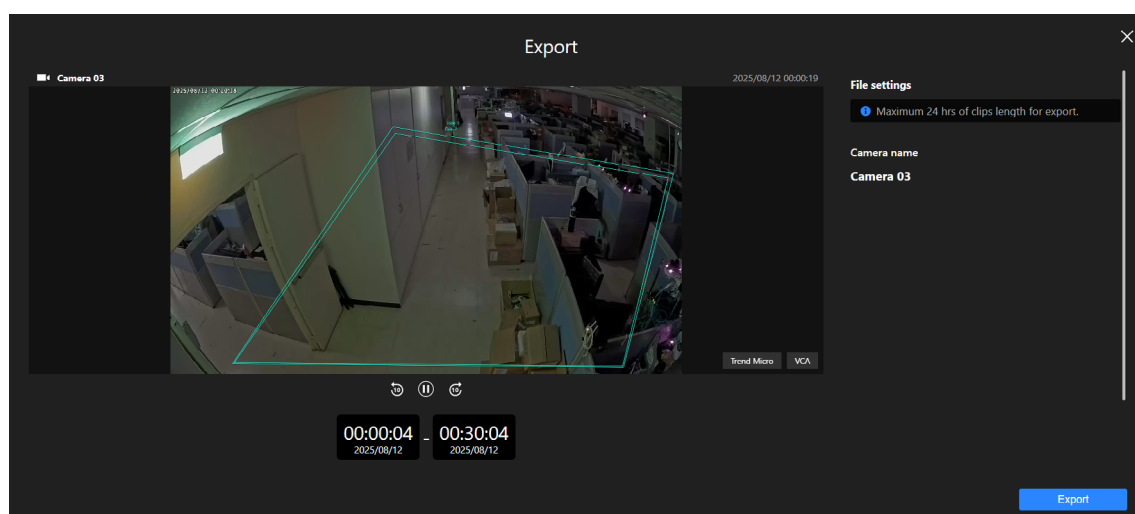 Export
Camera 03
2025/08/12 00:00:19
File settings
Maximum 24 hrs of clips length for export.
Camera name
Camera 03
Trend Micro
VCA
10
10
00:00:04 - 00:30:04
2025/08/12
2025/08/12
Export